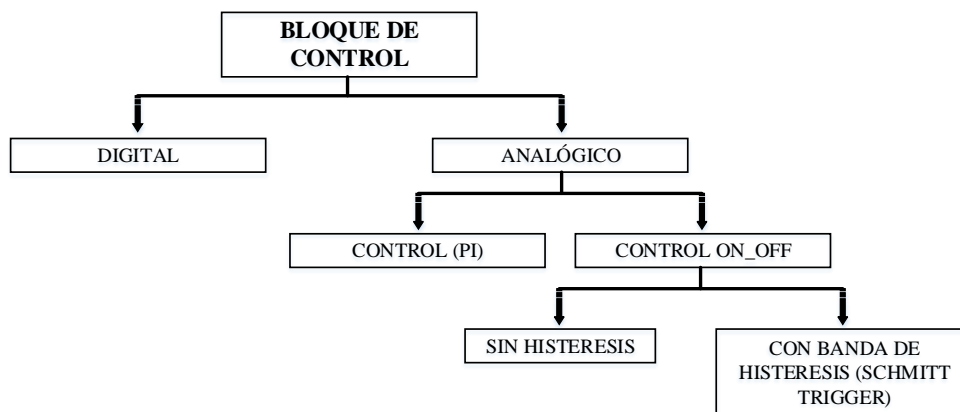 BLOQUE DE
CONTROL
DIGITAL
ANALÓGICO
CONTROL (PI)
CONTROL ON_OFF
SIN HISTERESIS
CON BANDA DE
HISTERESIS (SCHMITT
TRIGGER)